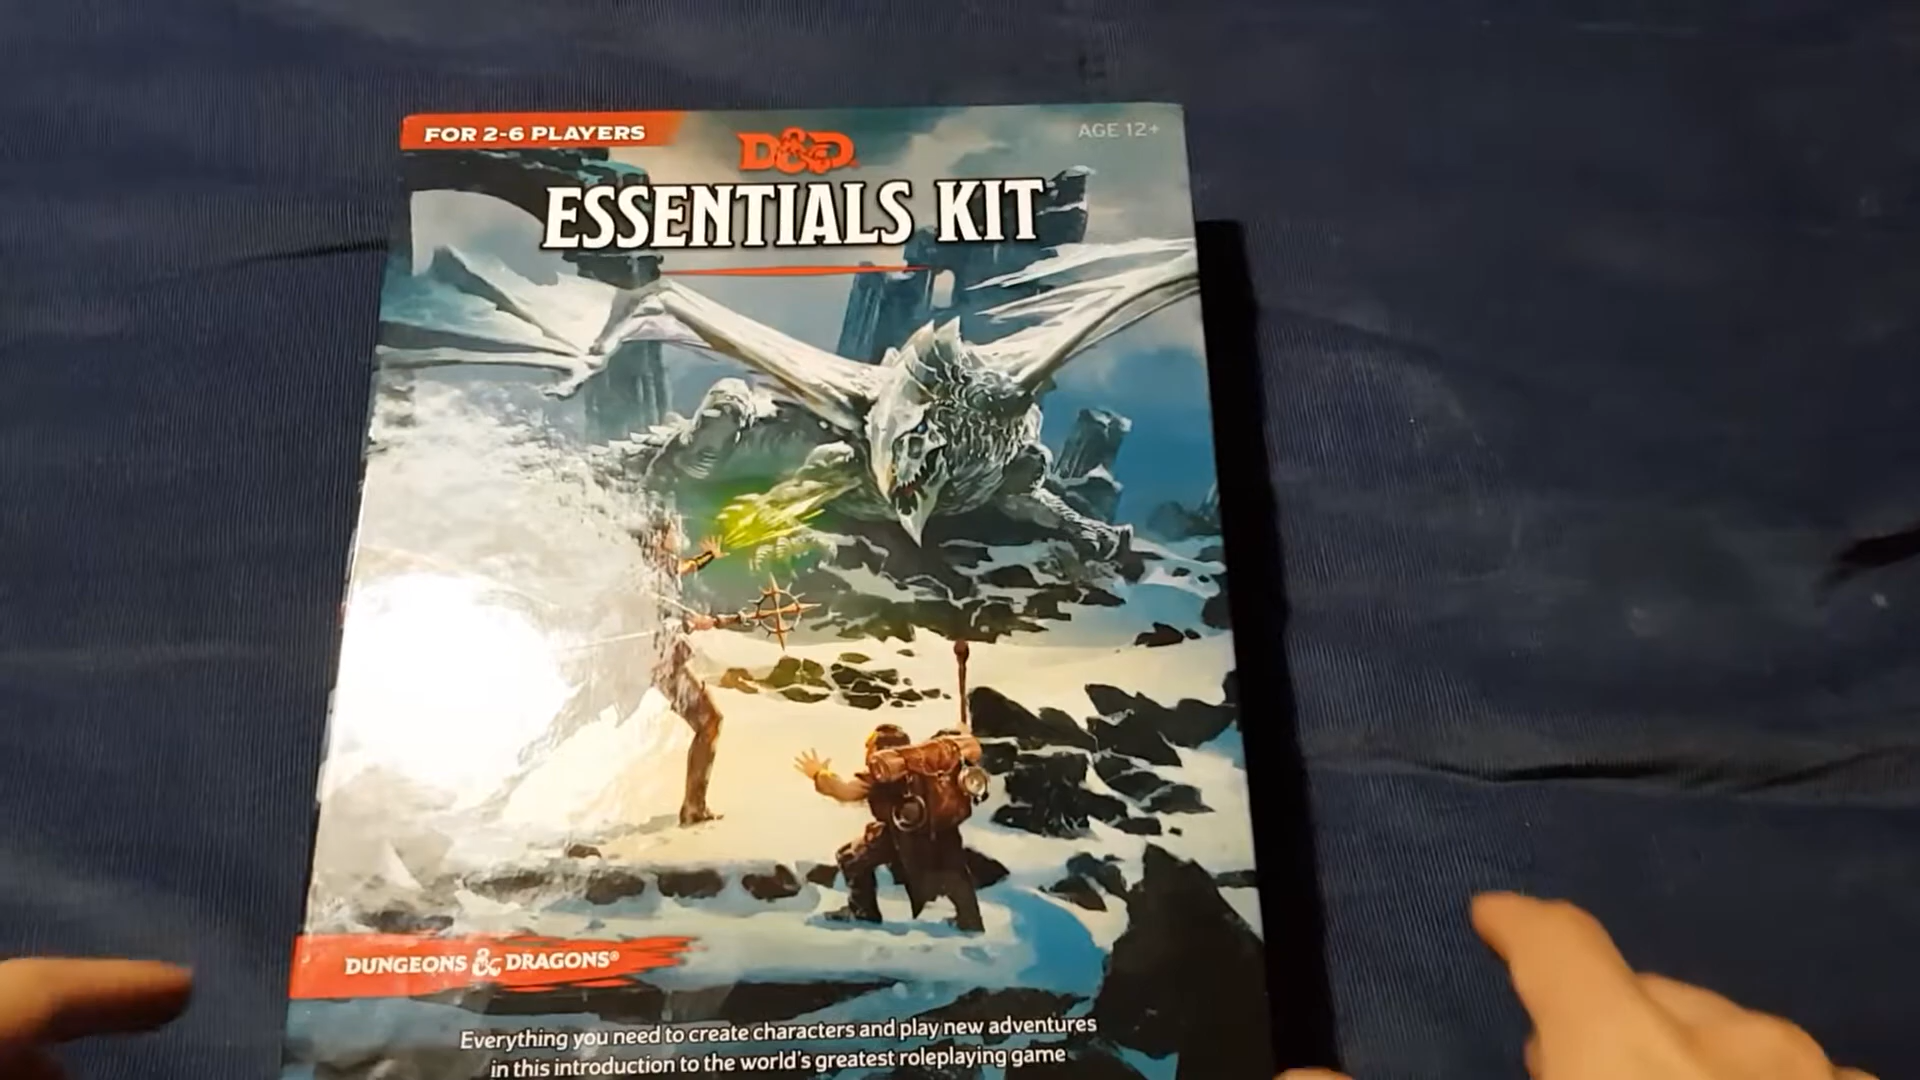 FOR 2-6 PLAYERS
D&D
AGE 12+
ESSENTIALS KIT
DUNGEONS & DRAGONS®
Everything you need to create characters and play new adventures
in this introduction to the world's greatest roleplaying game